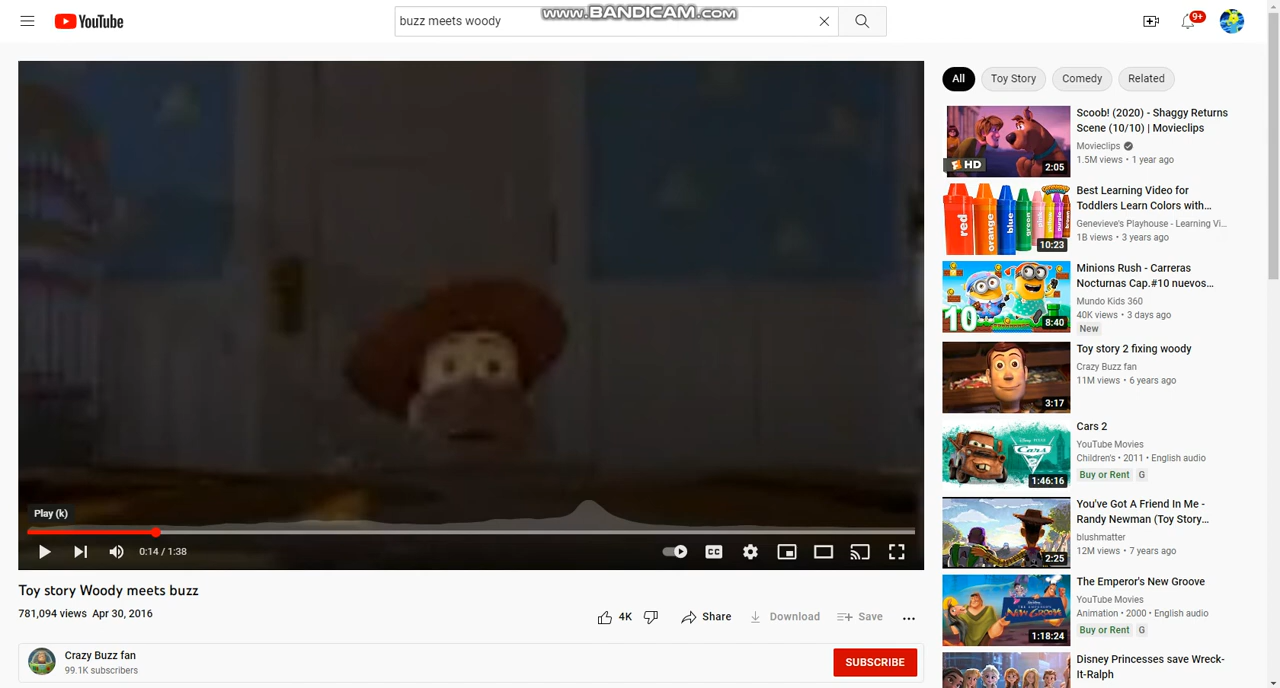 YouTube
buzz meets woody
www.BANDICAM.com
9+
All
Toy Story
Comedy
Related
Scoob! (2020) - Shaggy Returns
Scene (10/10) | Movieclips
Movieclips
1.5M views • 1 year ago
HD
2:05
Best Learning Video for
Toddlers Learn Colors with...
Genevieve's Playhouse - Learning Vi...
1B views • 3 years ago
red
orange
blue
green
10:23
Minions Rush - Carreras
Nocturnas Cap.#10 nuevos...
Mundo Kids 360
40K views • 3 days ago
New
10
8:40
Toy story 2 fixing woody
Crazy Buzz fan
11M views • 6 years ago
3:17
Cars 2
YouTube Movies
Children's • 2011 • English audio
Buy or Rent G
Cars 2
1:46:16
You've Got A Friend In Me -
Randy Newman (Toy Story...
blushmatter
12M views • 7 years ago
2:25
The Emperor's New Groove
YouTube Movies
Animation • 2000 • English audio
Buy or Rent G
1:18:24
Disney Princesses save Wreck-
It-Ralph
Play (k)
0:14 / 1:38
CC
Toy story Woody meets buzz
781,094 views Apr 30, 2016
4K
Share
Download
Save
Crazy Buzz fan
99.1K subscribers
SUBSCRIBE